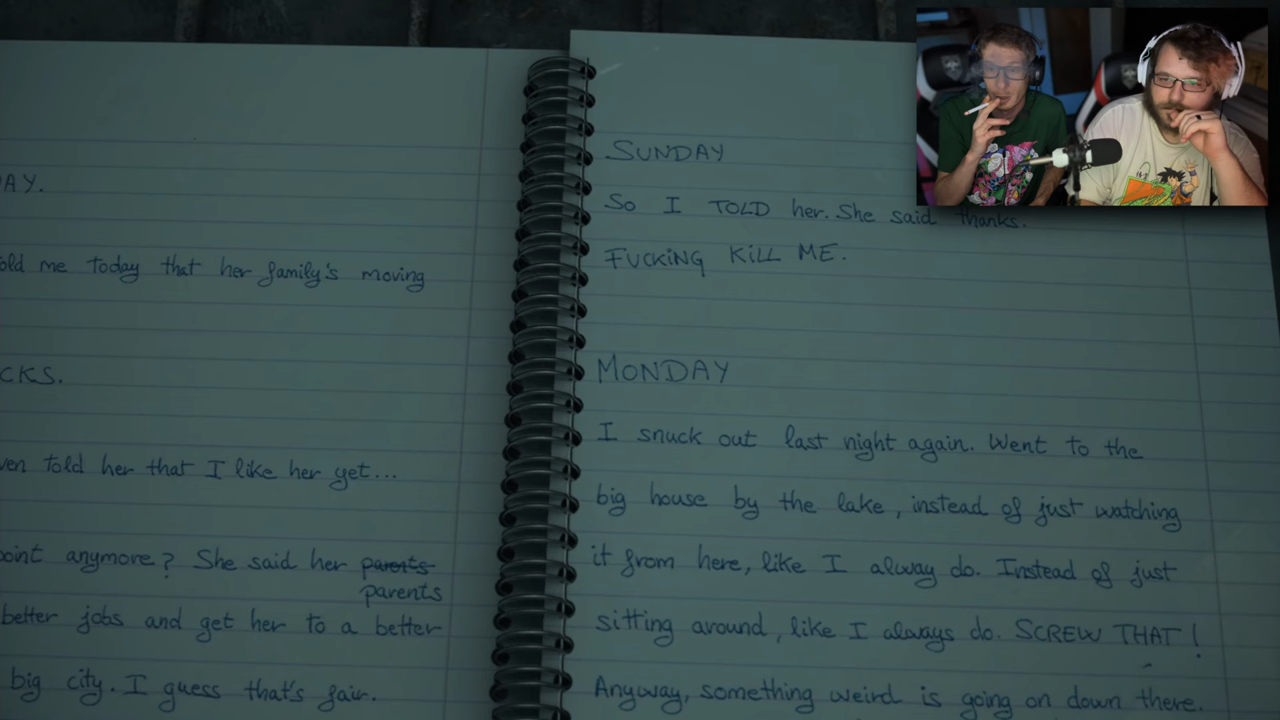 AY.
old me today that her family's moving
CKS.
ven told her that I like her yet...
oint anymore? She said her parents
parents
better jobs and get her to a better
big city. I guess that's fair.
SUNDAY
So I TOLD her. She said thanks.
FUCKING KILL ME.
MONDAY
I snuck out last night again. Went to the
big house by the lake, instead of just watching
it from here, like I alway do. Instead of just
sitting around, like I always do. SCREW THAT!
Anyway, something weird is going on down there.